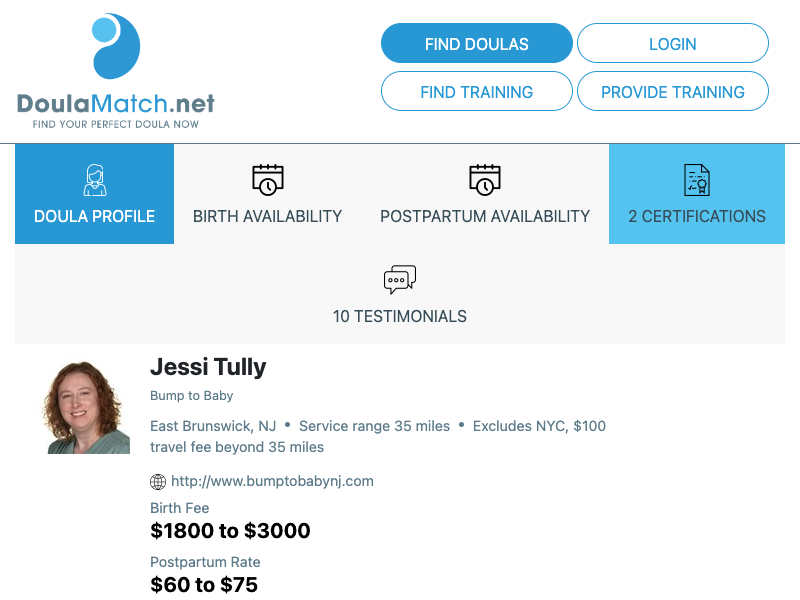 DoulaMatch.net
FIND YOUR PERFECT DOULA NOW
FIND DOULAS
LOGIN
FIND TRAINING
PROVIDE TRAINING
DOULA PROFILE
BIRTH AVAILABILITY
POSTPARTUM AVAILABILITY
2 CERTIFICATIONS
10 TESTIMONIALS
Jessi Tully
Bump to Baby
East Brunswick, NJ • Service range 35 miles • Excludes NYC, $100
travel fee beyond 35 miles
http://www.bumptobabynj.com
Birth Fee
$1800 to $3000
Postpartum Rate
$60 to $75